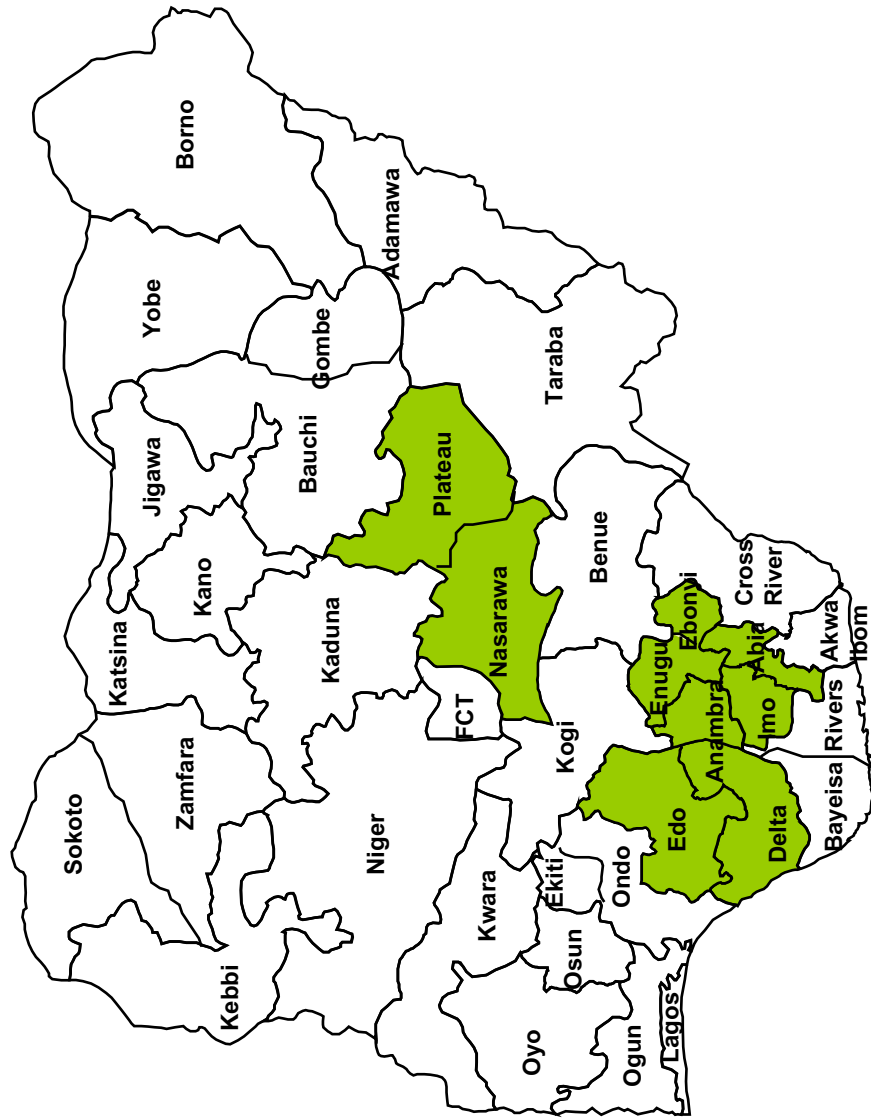 Borno
Yobe
Adamawa
Gombe
Jigawa
Bauchi
Taraba
Plateau
Katsina
Kano
Kaduna
Nasarawa
Benue
Cross
River
Sokoto
Zamfara
FCT
Kogi
Enugu
Ebonyi
Abia
Akwa
Ibom
Anambra
Imo
Rivers
Kebbi
Niger
Kwara
Ekiti
Ondo
Edo
Delta
Bayeisa
Osun
Oyo
Ogun
Lagos